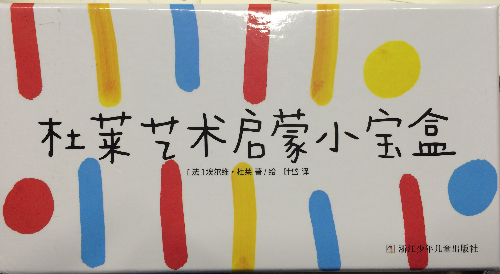 杜莱艺术启蒙小宝盒
[法]埃尔维·杜莱 著/绘
浙江少年儿童出版社